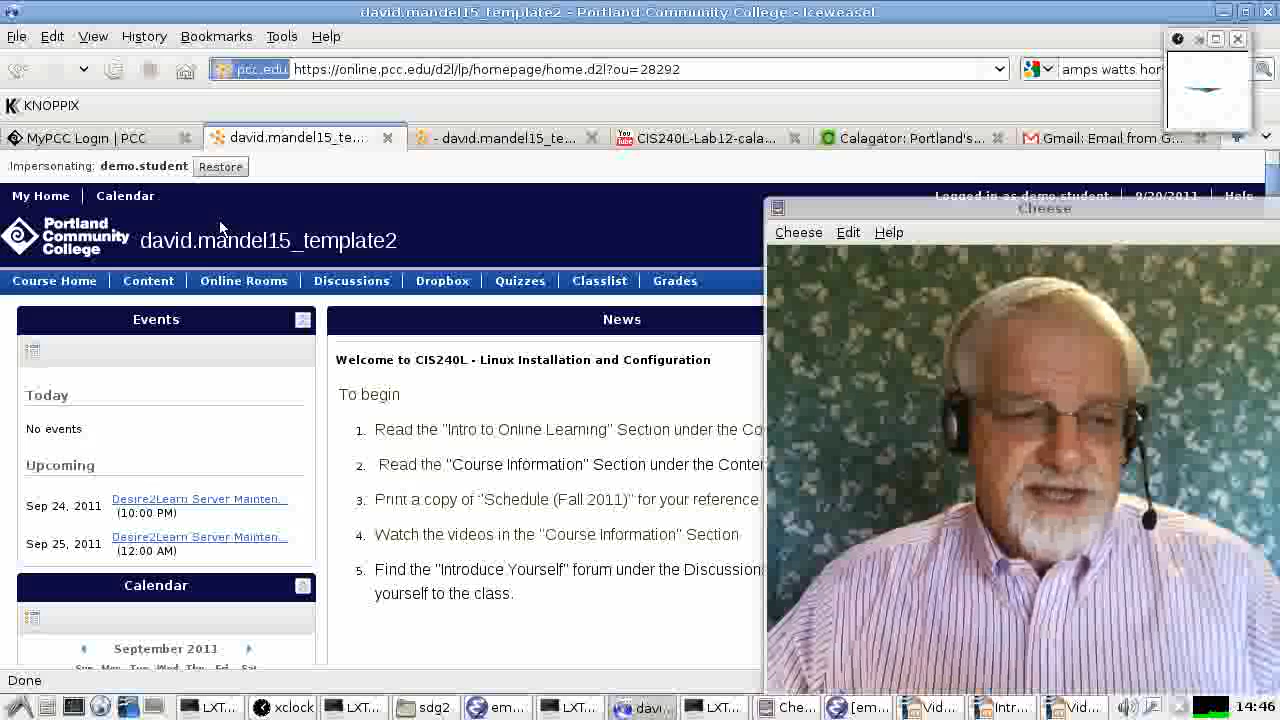 david.mandel15_template2 - Portland Community College - Iceweasel
File Edit View History Bookmarks Tools Help
pcc.edu https://online.pcc.edu/d2l/lp/homepage/home.d2l?ou=28292 amps watts hor
KNOPPIX
MyPCC Login | PCC david.mandel15_te... - david.mandel15_te... CIS240L-Lab12-cala... Calagator: Portland's... Gmail: Email from G...
Impersonating: demo.student Restore
My Home Calendar Logged in as demo.student 9/20/2011 Help
Portland Community College david.mandel15_template2
Cheese
Cheese Edit Help
Course Home Content Online Rooms Discussions Dropbox Quizzes Classlist Grades
Events
Today
No events
Upcoming
Sep 24, 2011 Desire2Learn Server Mainten...
(10:00 PM)
Sep 25, 2011 Desire2Learn Server Mainten...
(12:00 AM)
Calendar
September 2011
Sun Mon Tue Wed Thu Fri Sat
News
Welcome to CIS240L - Linux Installation and Configuration
To begin
1. Read the "Intro to Online Learning" Section under the Co
2. Read the "Course Information" Section under the Conter
3. Print a copy of "Schedule (Fall 2011)" for your reference
4. Watch the videos in the "Course Information" Section
5. Find the "Introduce Yourself" forum under the Discussion
yourself to the class.
Done
LXT... xclock LXT... sdg2 em... LXT... davi LXT... Che... [em... Vid... Intr... Vid... 14:46